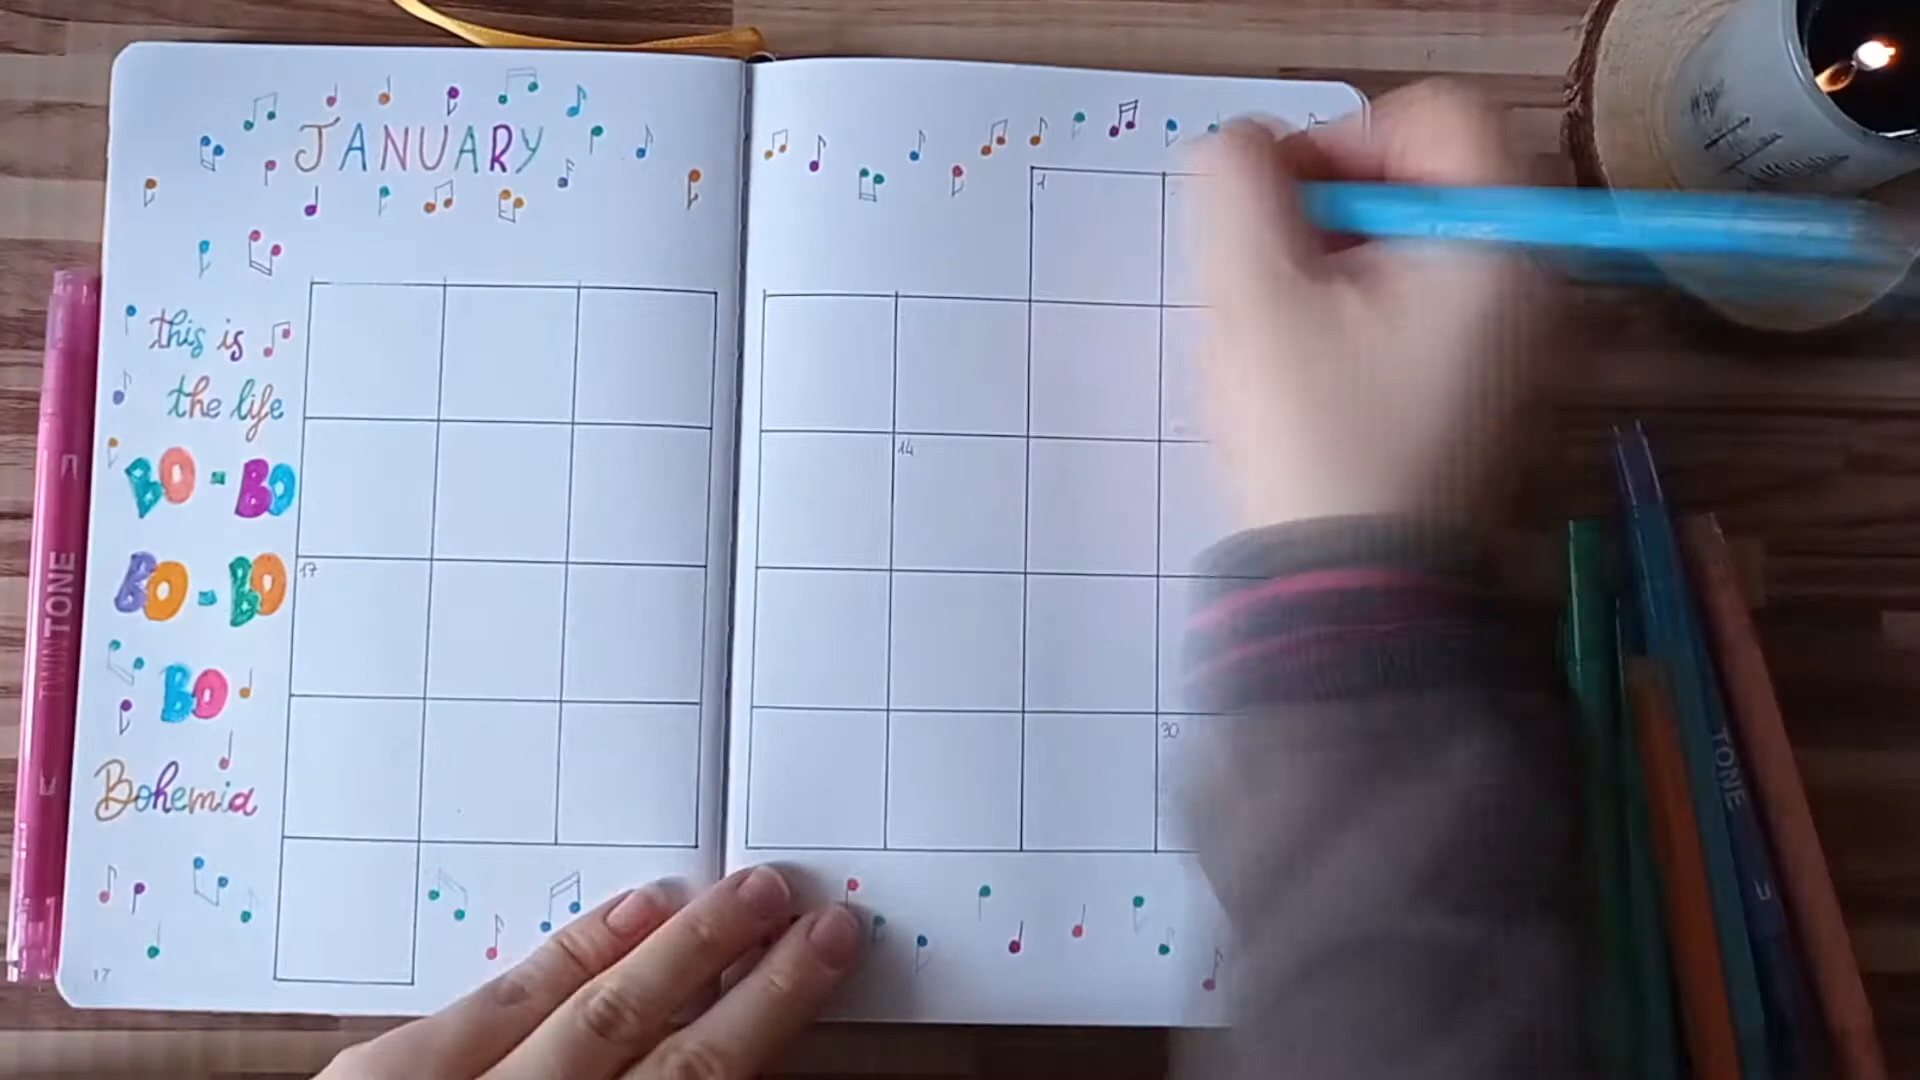 JANUARY
this is
the life
BO - BO
BO - BO
BO
Bohemia
17
17
1
14
30
TWINTONE
TONE